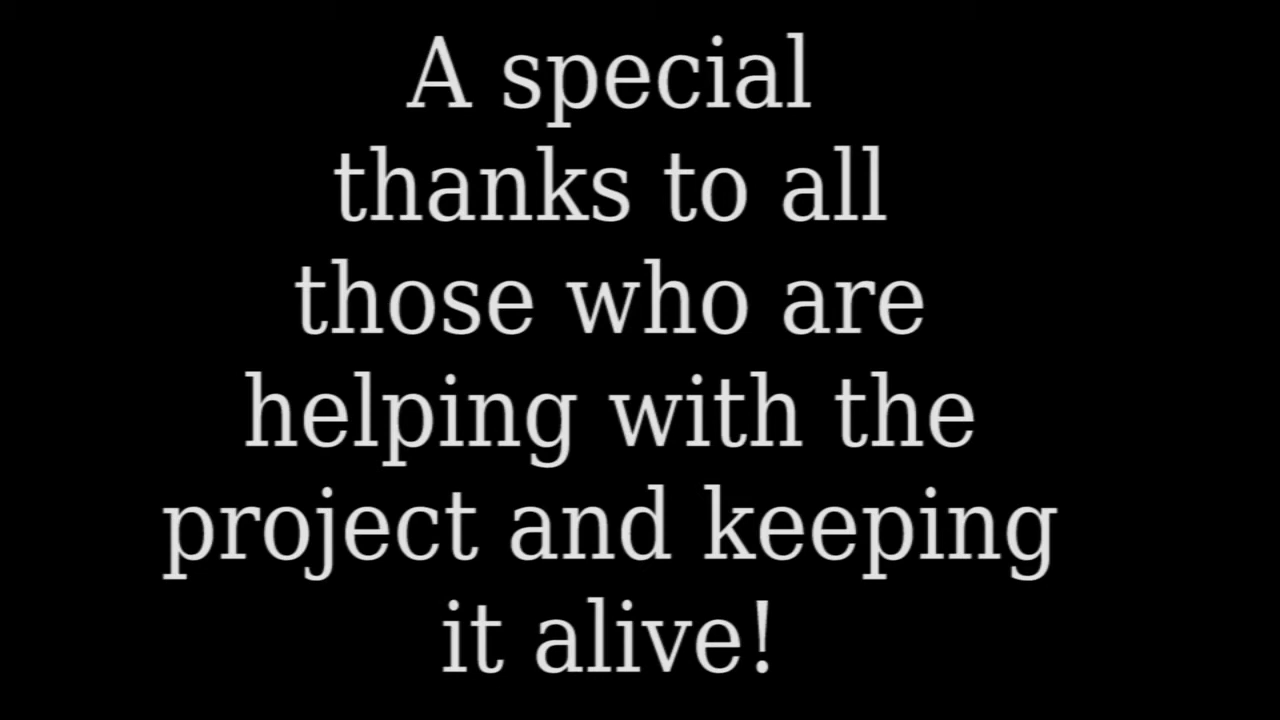 A special
thanks to all
those who are
helping with the
project and keeping
it alive!